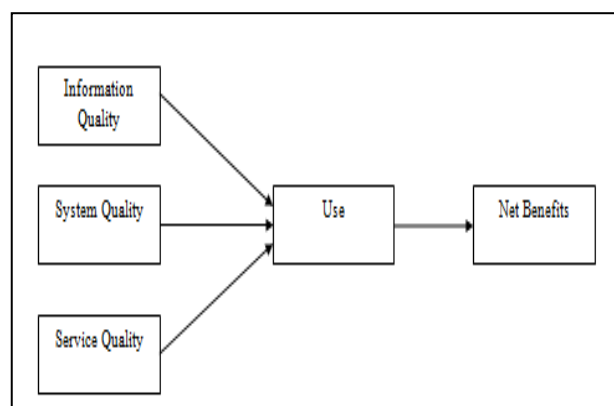 Information
Quality
System Quality
Use
Net Benefits
Service Quality